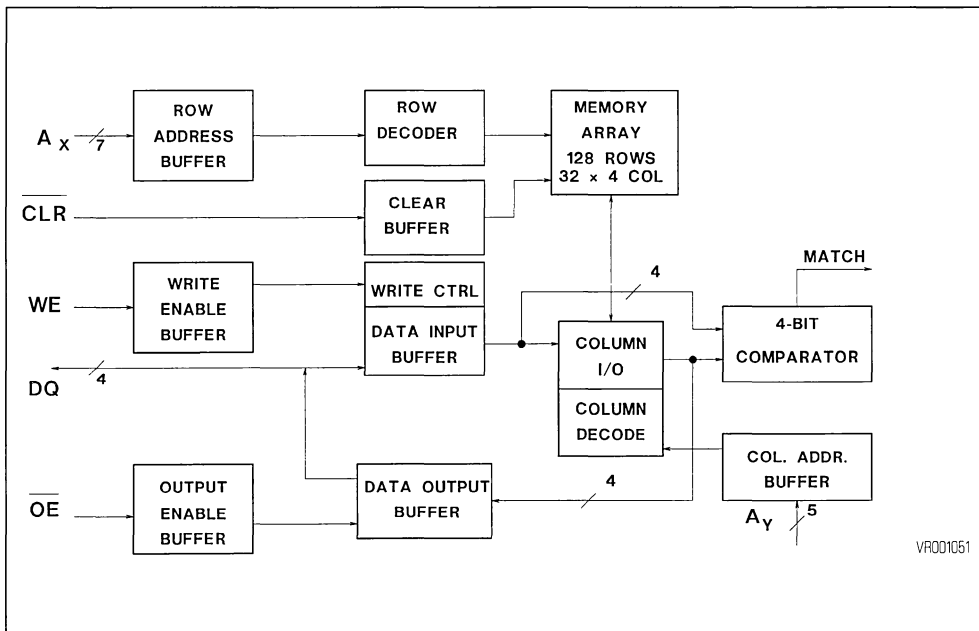 ROW
ADDRESS
BUFFER
ROW
DECODER
MEMORY
ARRAY
128 ROWS
32 × 4 COL
A X
7
CLR
CLEAR
BUFFER
WE
WRITE
ENABLE
BUFFER
WRITE CTRL
DATA INPUT
BUFFER
4
MATCH
4-BIT
COMPARATOR
COLUMN
I/O
COLUMN
DECODE
DQ
4
COL. ADDR.
BUFFER
A Y
5
OE
OUTPUT
ENABLE
BUFFER
DATA OUTPUT
BUFFER
4
VR001051